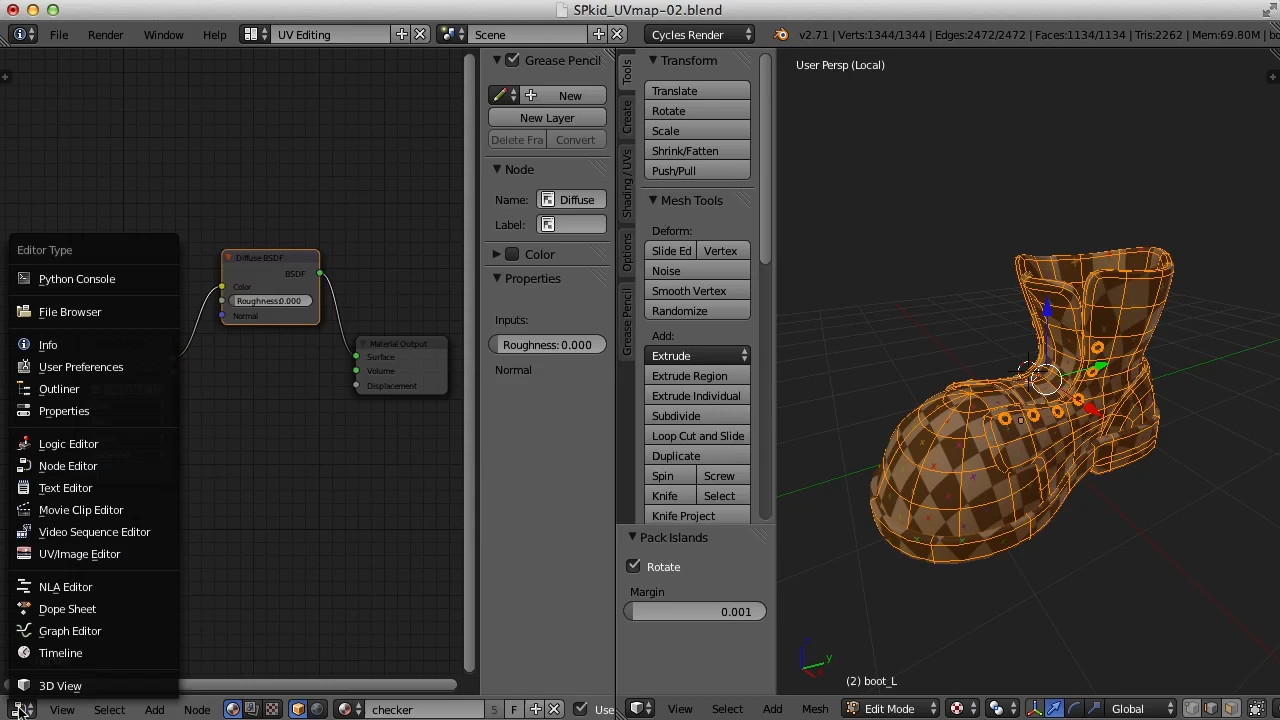 SPkid_UVmap-02.blend
File Render Window Help UV Editing Scene Cycles Render v2.71 | Verts:1344/1344 | Edges:2472/2472 | Faces:1134/1134 | Tris:2262 | Mem:69.80M | bo
Grease Pencil
New
New Layer
Delete Fra Convert
Node
Name: Diffuse
Label:
Color
Properties
Inputs:
Roughness: 0.000
Normal
Diffuse BSDF
BSDF
Color
Roughness:0.000
Normal
Material Output
Surface
Volume
Displacement
Editor Type
Python Console
File Browser
Info
User Preferences
Outliner
Properties
Logic Editor
Node Editor
Text Editor
Movie Clip Editor
Video Sequence Editor
UV/Image Editor
NLA Editor
Dope Sheet
Graph Editor
Timeline
3D View
Tools
Create
Shading / UVs
Options
Grease Pencil
Transform
Translate
Rotate
Scale
Shrink/Fatten
Push/Pull
Mesh Tools
Deform:
Slide Ed Vertex
Noise
Smooth Vertex
Randomize
Add:
Extrude
Extrude Region
Extrude Individual
Subdivide
Loop Cut and Slide
Duplicate
Spin Screw
Knife Select
Knife Project
Pack Islands
Rotate
Margin
0.001
User Persp (Local)
z
y
x
(2) boot_L
View Select Add Node checker 5 F Use
View Select Add Mesh Edit Mode Global